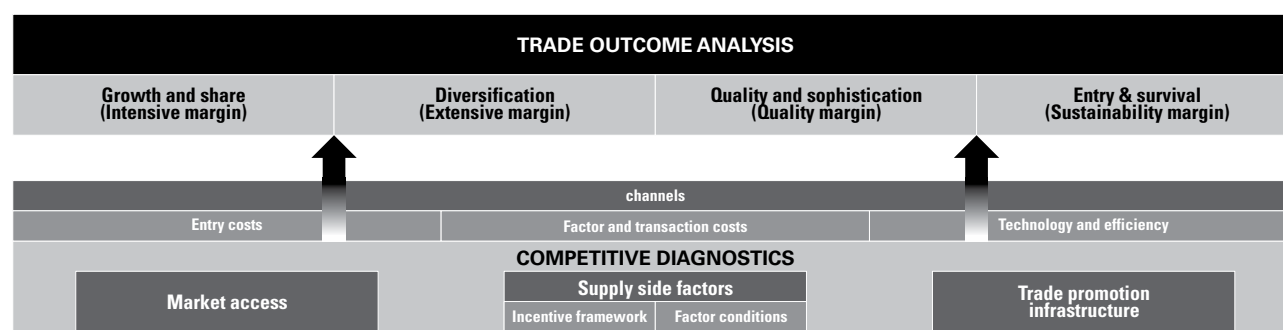 TRADE OUTCOME ANALYSIS
Growth and share
(Intensive margin)
Diversification
(Extensive margin)
Quality and sophistication
(Quality margin)
Entry & survival
(Sustainability margin)
channels
Entry costs
Factor and transaction costs
Technology and efficiency
COMPETITIVE DIAGNOSTICS
Market access
Supply side factors
Incentive framework
Factor conditions
Trade promotion
infrastructure